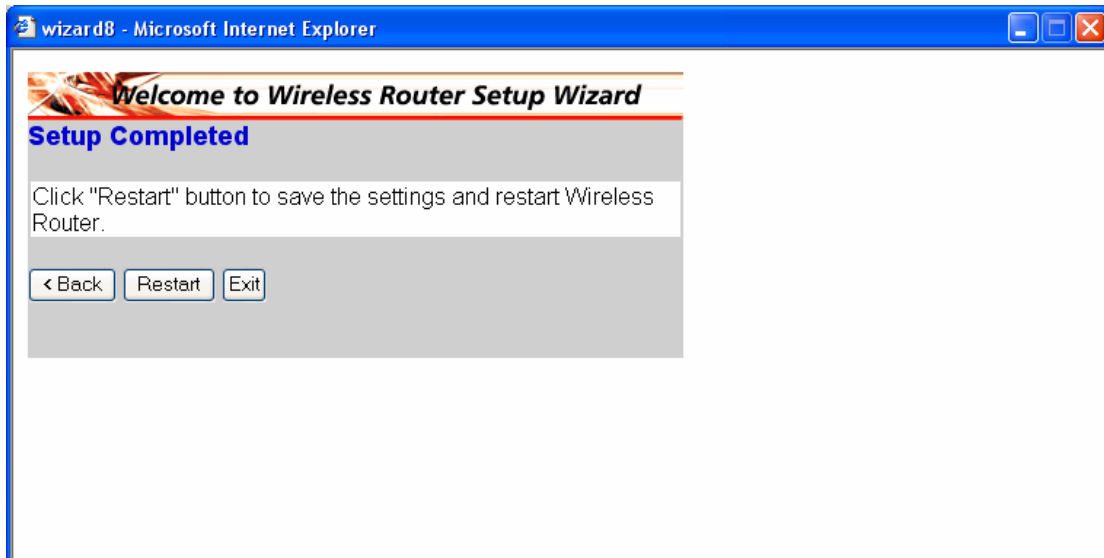 wizard8 - Microsoft Internet Explorer
Welcome to Wireless Router Setup Wizard
Setup Completed
Click "Restart" button to save the settings and restart Wireless
Router.
< Back Restart Exit